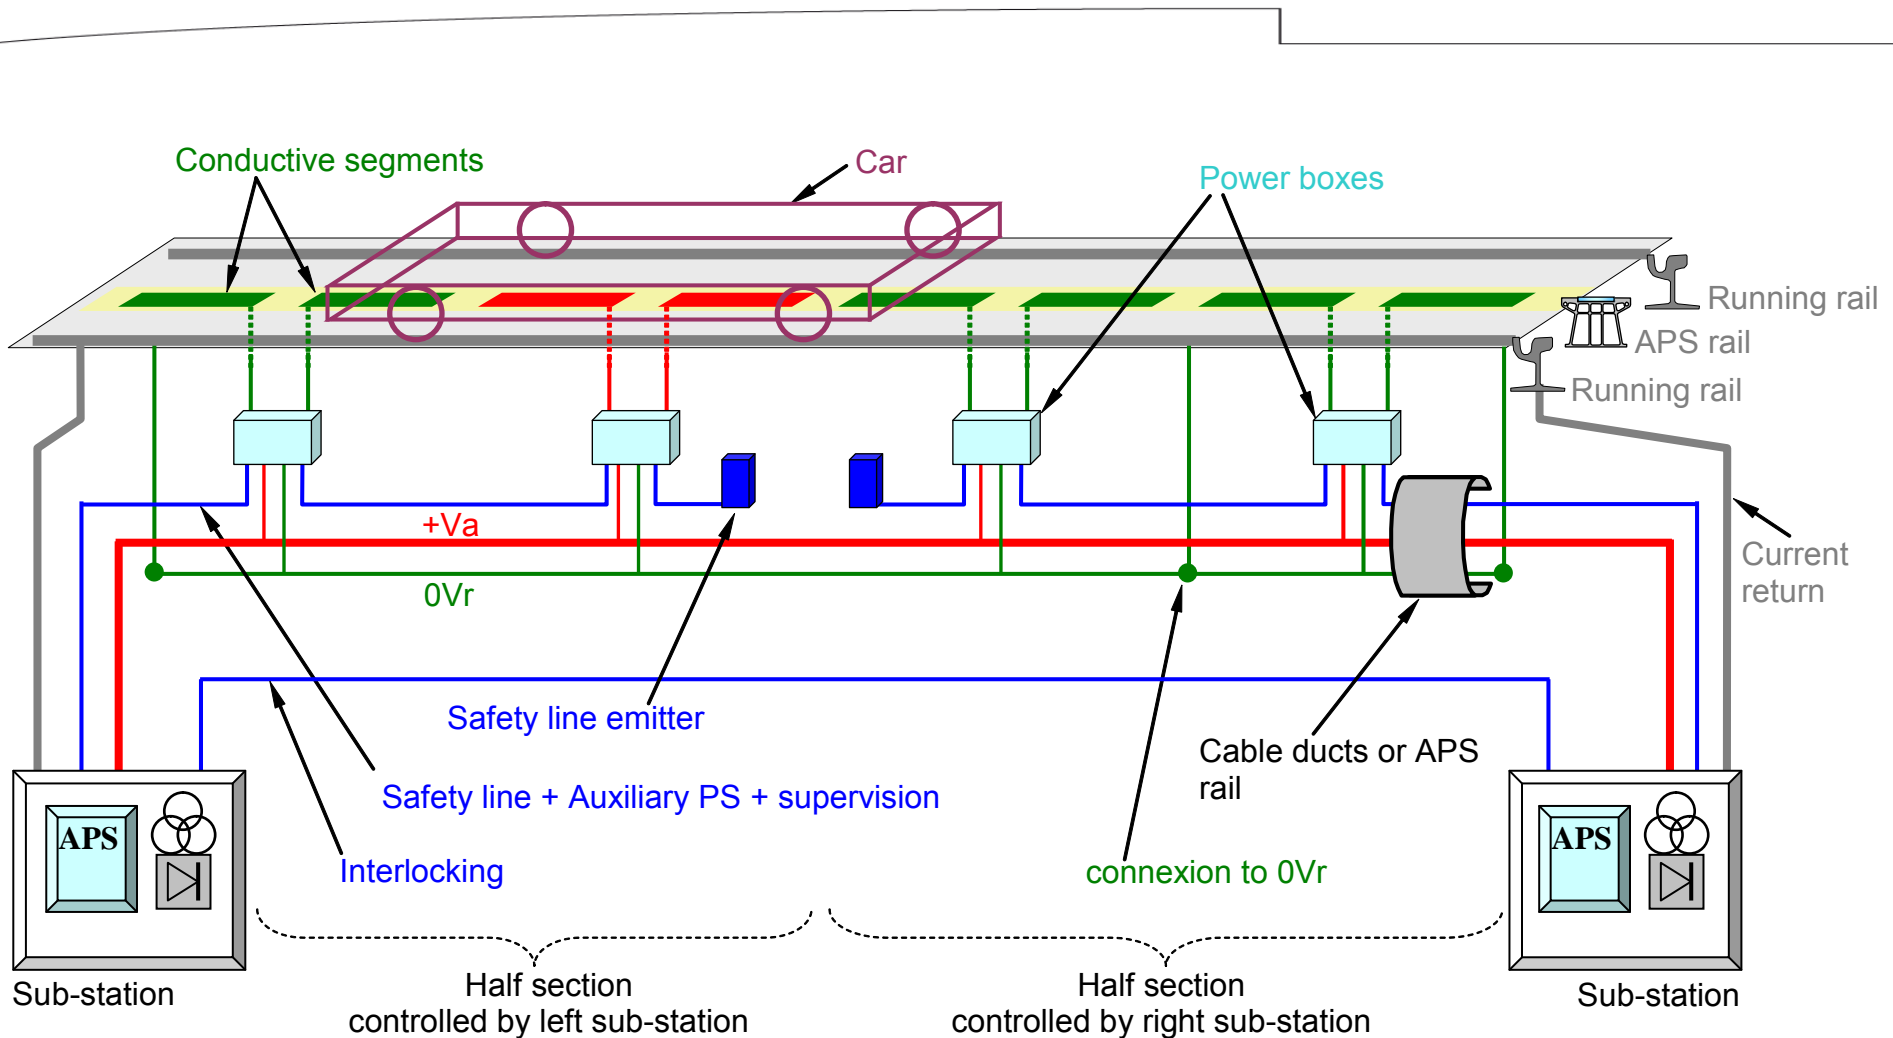 Conductive segments
Car
Power boxes
Running rail
APS rail
Running rail
+Va
0Vr
Current
return
Safety line emitter
Cable ducts or APS
rail
Safety line + Auxiliary PS + supervision
APS
APS
Interlocking
connexion to 0Vr
Sub-station
Half section
controlled by left sub-station
Half section
controlled by right sub-station
Sub-station